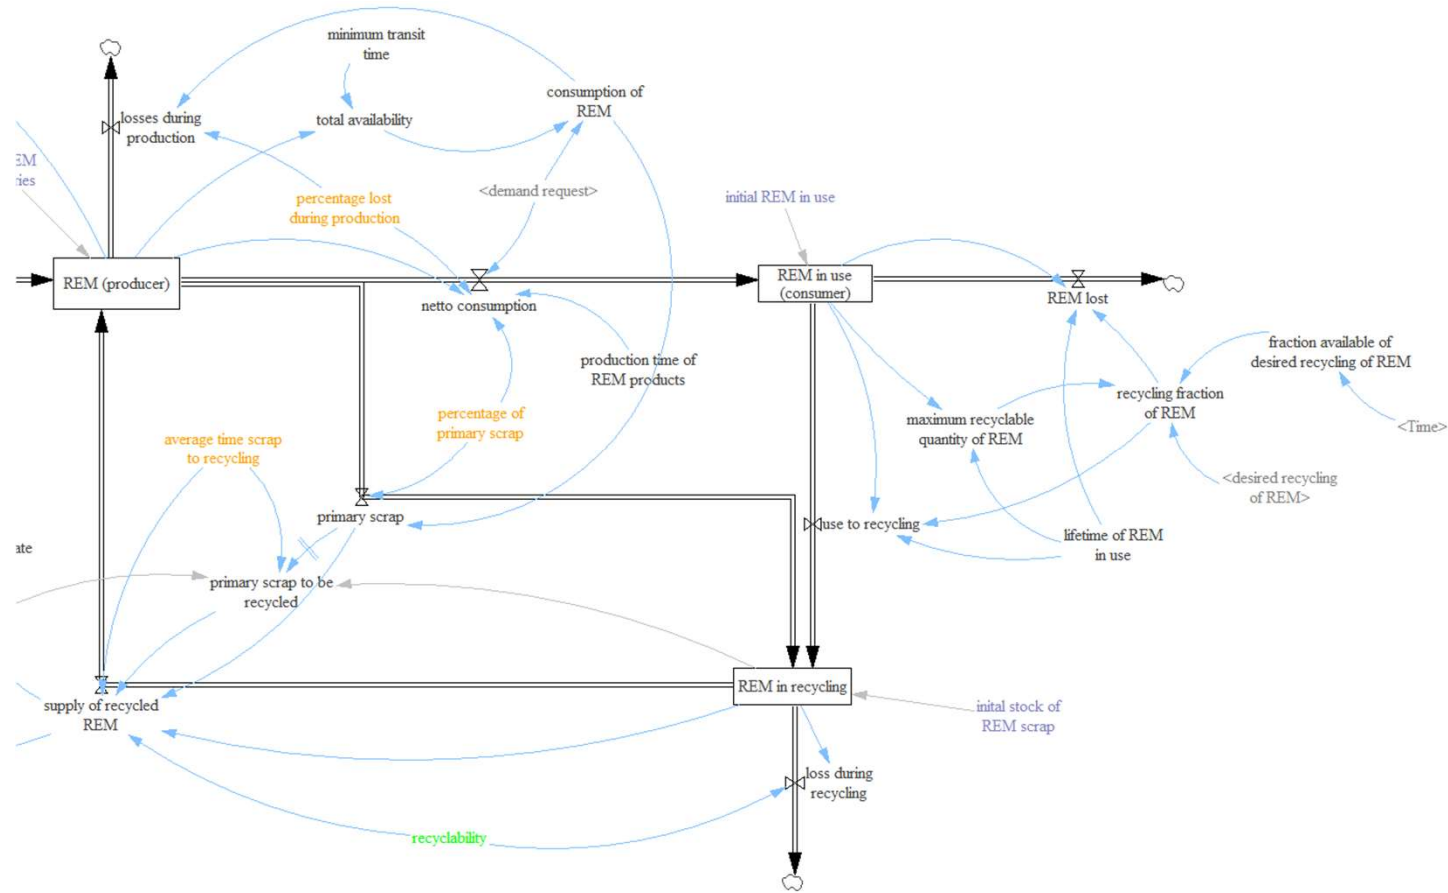 minimum transit
time
consumption of
REM
losses during
production
total availability
EM
ries
percentage lost
during production
<demand request>
initial REM in use
REM (producer)
REM in use
(consumer)
netto consumption
REM lost
production time of
REM products
fraction available of
desired recycling of REM
recycling fraction
of REM
maximum recyclable
quantity of REM
percentage of
primary scrap
<Time>
average time scrap
to recycling
<desired recycling
of REM>
primary scrap
use to recycling
lifetime of REM
in use
ate
primary scrap to be
recycled
REM in recycling
supply of recycled
REM
inital stock of
REM scrap
loss during
recycling
recyclability